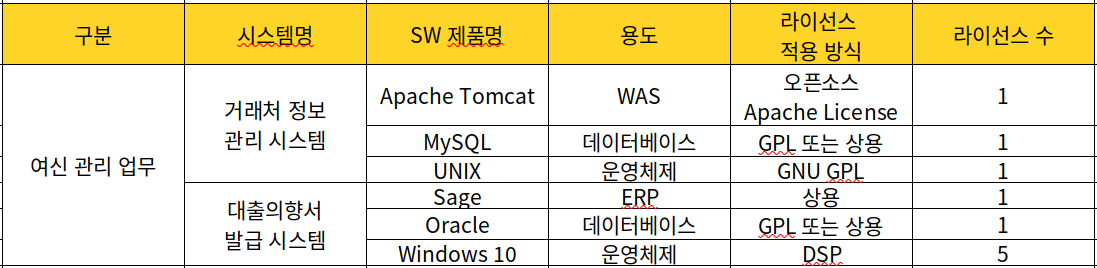 구분 시스템명 SW 제품명 용도 라이선스 적용 방식 라이선스 수
여신 관리 업무 거래처 정보 관리 시스템 Apache Tomcat WAS 오픈소스 Apache License 1
MySQL 데이터베이스 GPL 또는 상용 1
UNIX 운영체제 GNU GPL 1
대출의향서 발급 시스템 Sage ERP 상용 1
Oracle 데이터베이스 GPL 또는 상용 1
Windows 10 운영체제 DSP 5